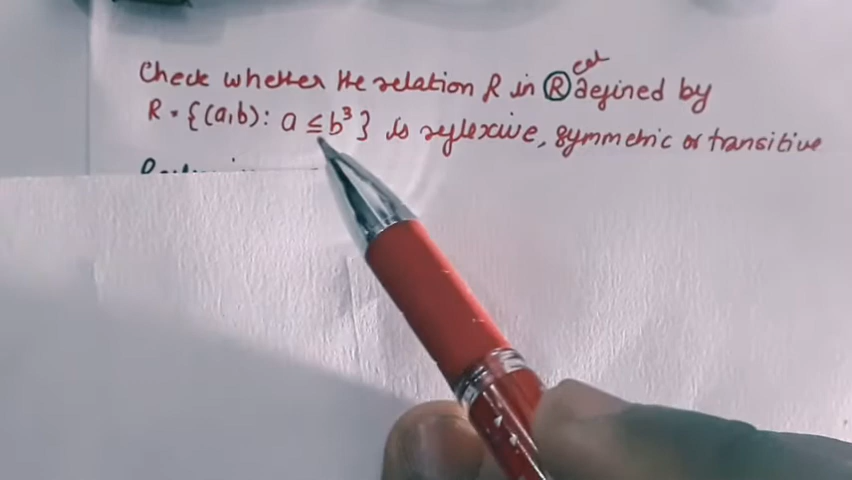 Check whether the relation R in ℝ defined by
R = {(a,b): a ≤ b³} is reflexive, symmetric or transitive